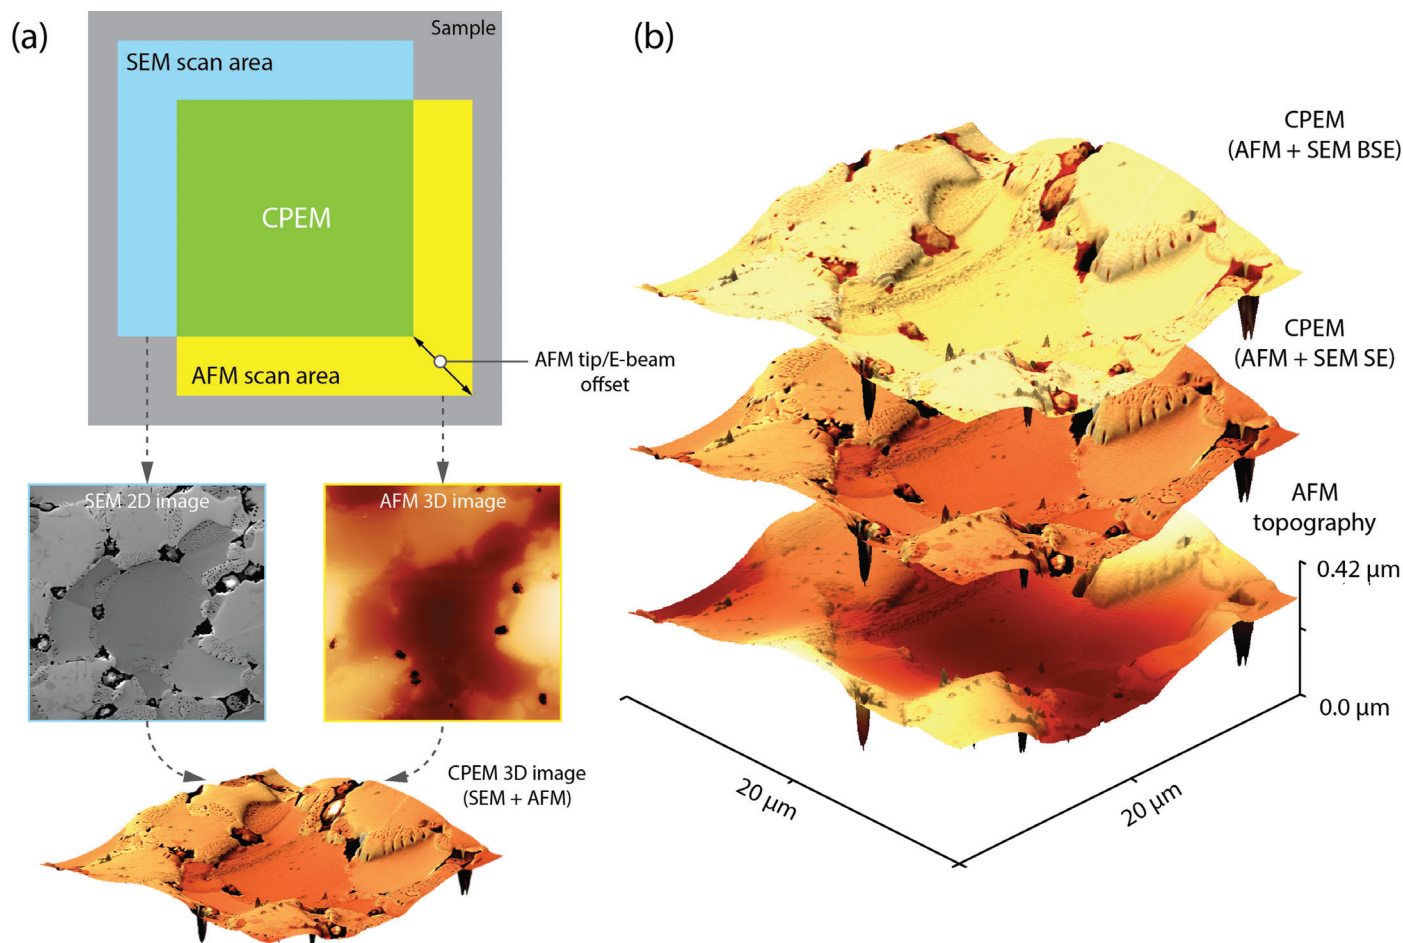 (a)
Sample
SEM scan area
CPEM
AFM scan area
AFM tip/E-beam
offset
SEM 2D image
AFM 3D image
CPEM 3D image
(SEM + AFM)
(b)
CPEM
(AFM + SEM BSE)
CPEM
(AFM + SEM SE)
AFM
topography
0.42 µm
0.0 µm
20 µm
20 µm